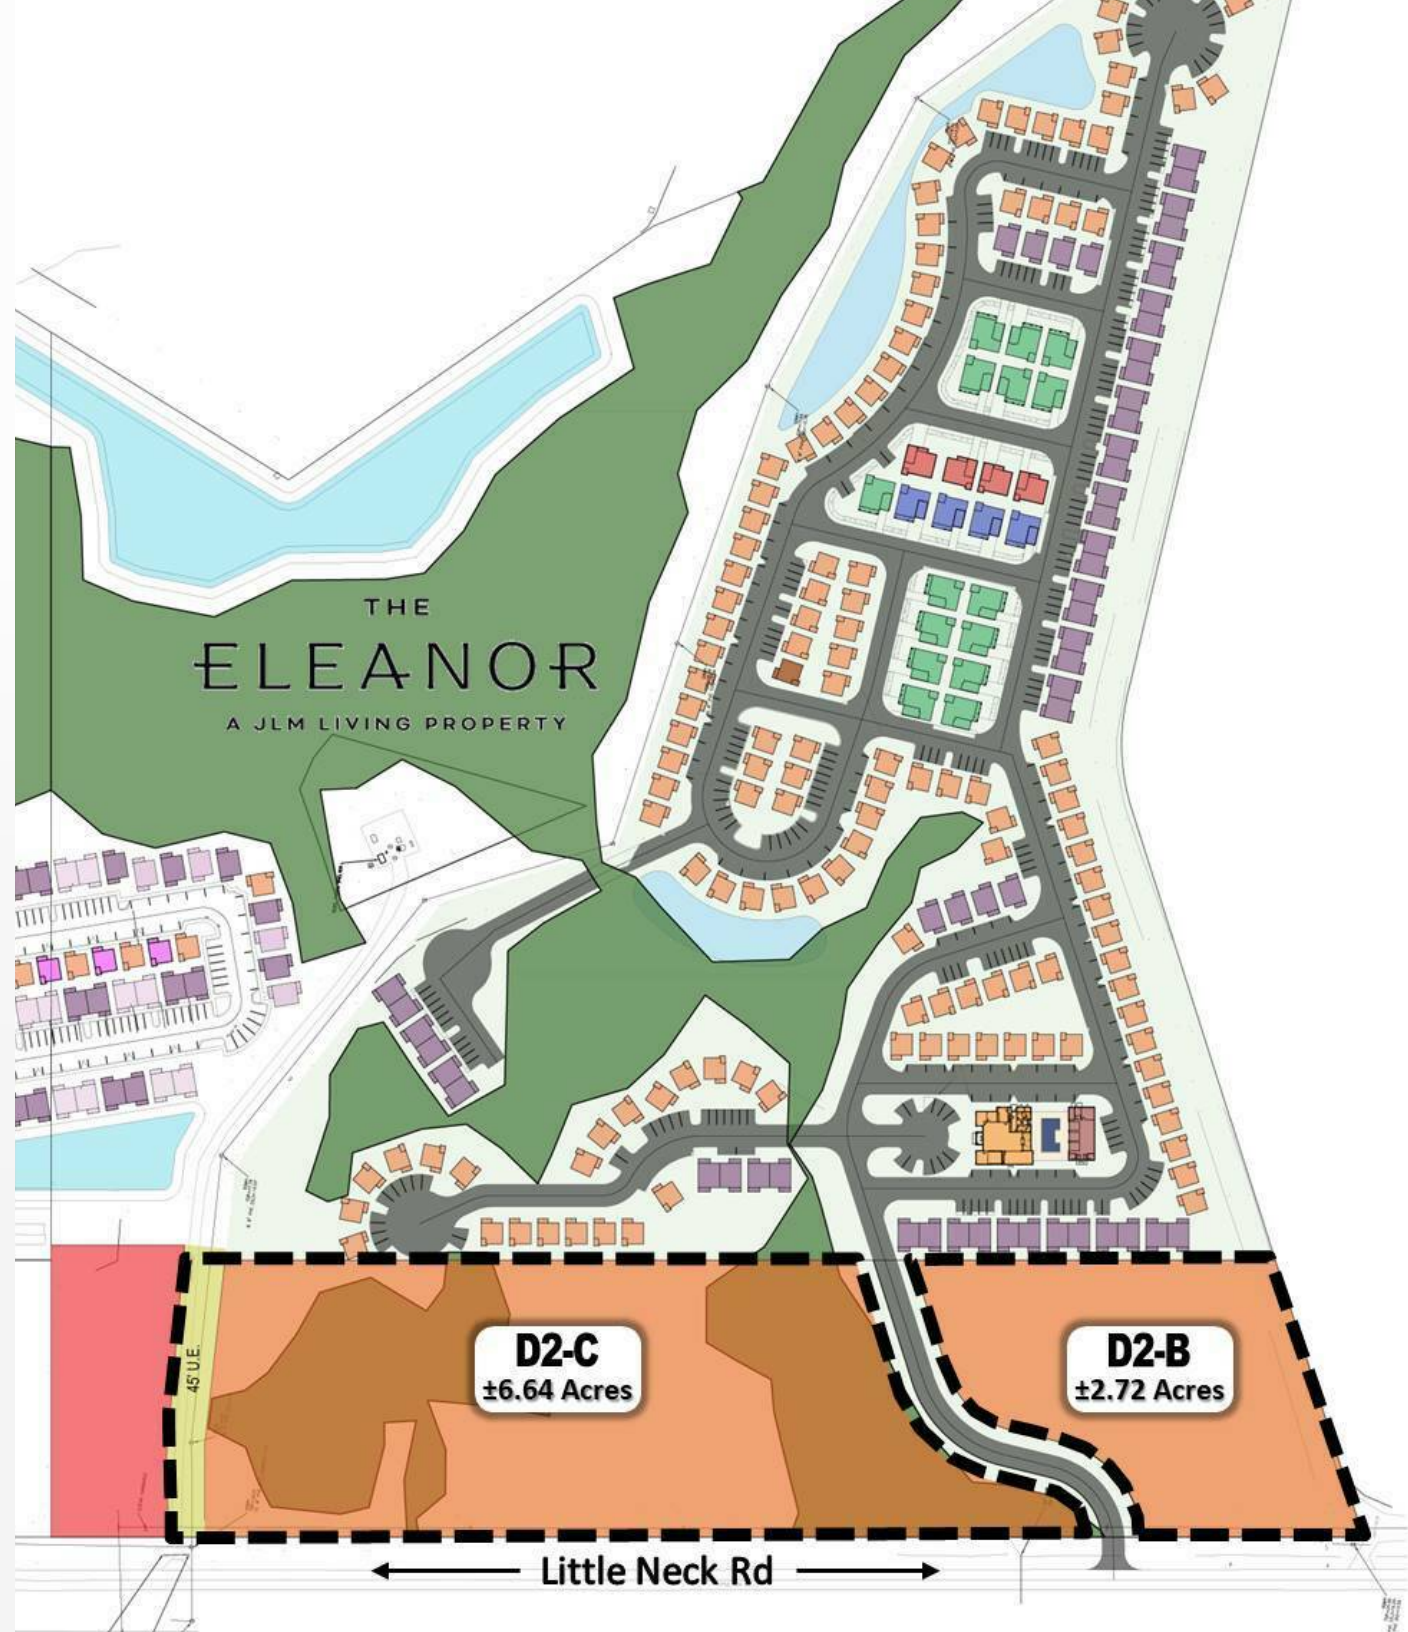 THE
ELEANOR
A JLM LIVING PROPERTY
45' U.E.
D2-C
±6.64 Acres
D2-B
±2.72 Acres
Little Neck Rd